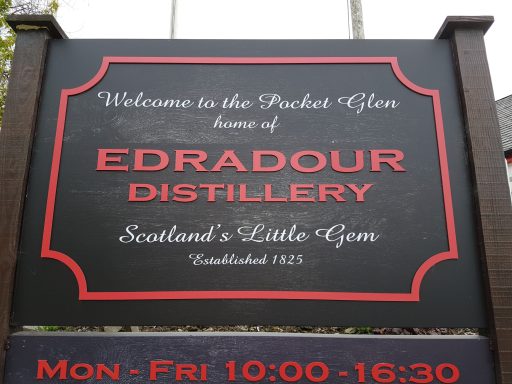 Welcome to the Pocket Glen
home of
EDRADOUR
DISTILLERY
Scotland's Little Gem
Established 1825
MON - FRI 10:00 - 16:30